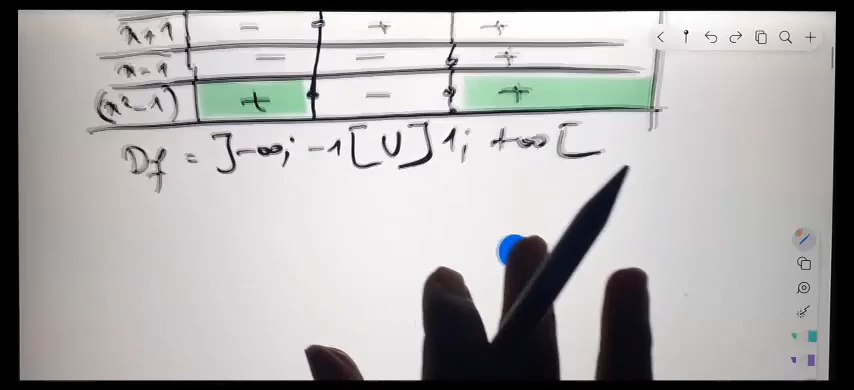 x+1 − + +
x−1 − − +
(x²−1) + − +
Df = ]−∞; −1[ U ]1; +∞[